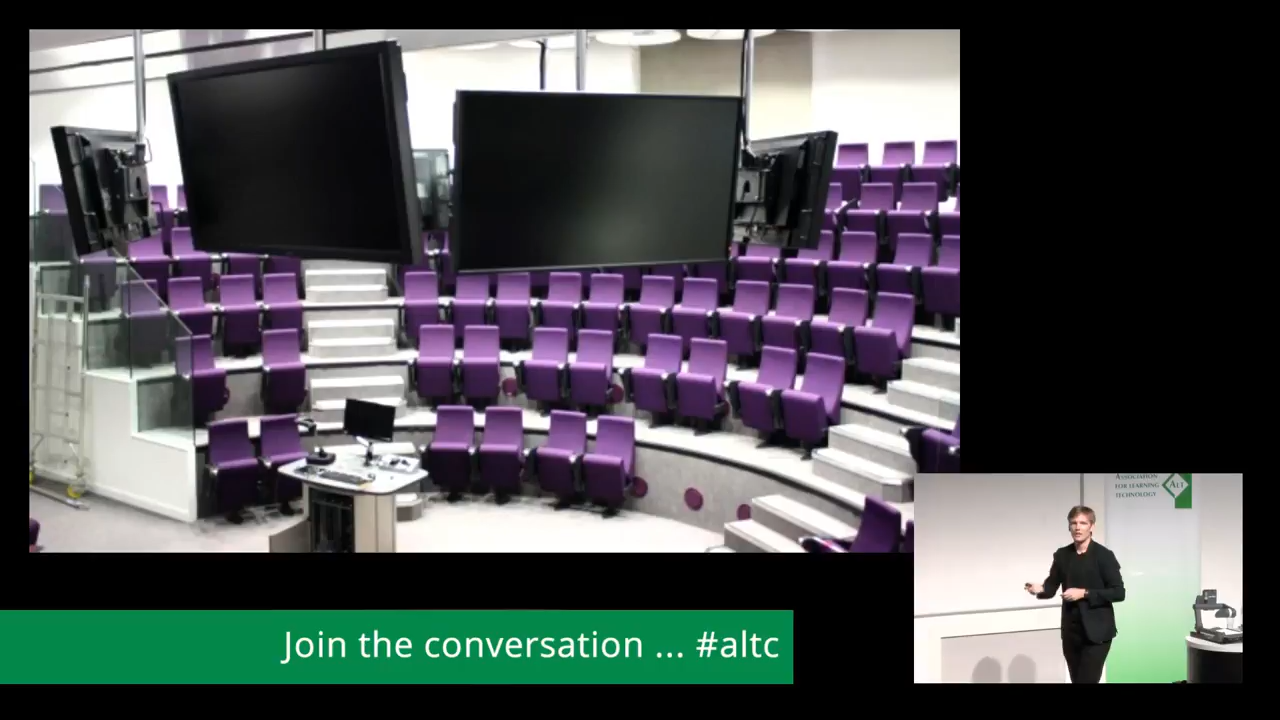 ASSOCIATION
FOR LEARNING
TECHNOLOGY
ALT
Join the conversation ... #altc